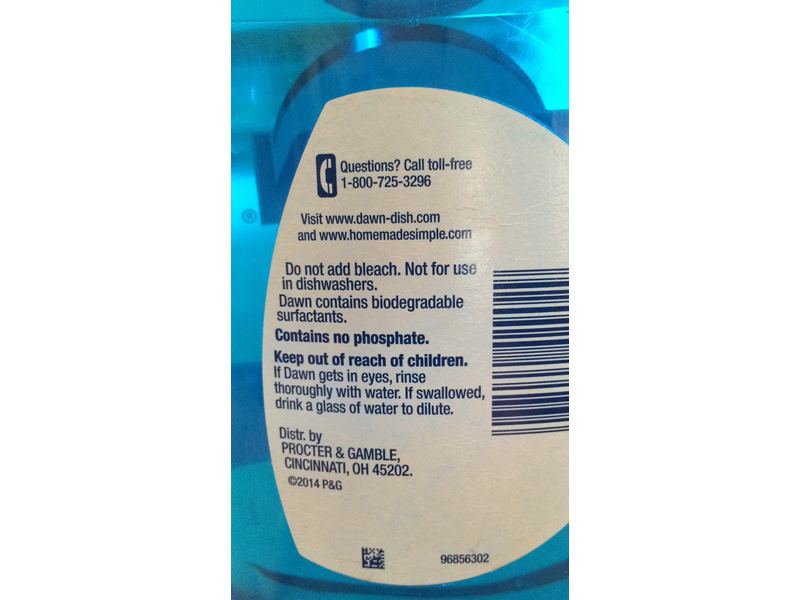 Questions? Call toll-free
1-800-725-3296
Visit www.dawn-dish.com
and www.homemadesimple.com
Do not add bleach. Not for use
in dishwashers.
Dawn contains biodegradable
surfactants.
Contains no phosphate.
Keep out of reach of children.
If Dawn gets in eyes, rinse
thoroughly with water. If swallowed,
drink a glass of water to dilute.
Distr. by
PROCTER & GAMBLE,
CINCINNATI, OH 45202.
©2014 P&G
96856302